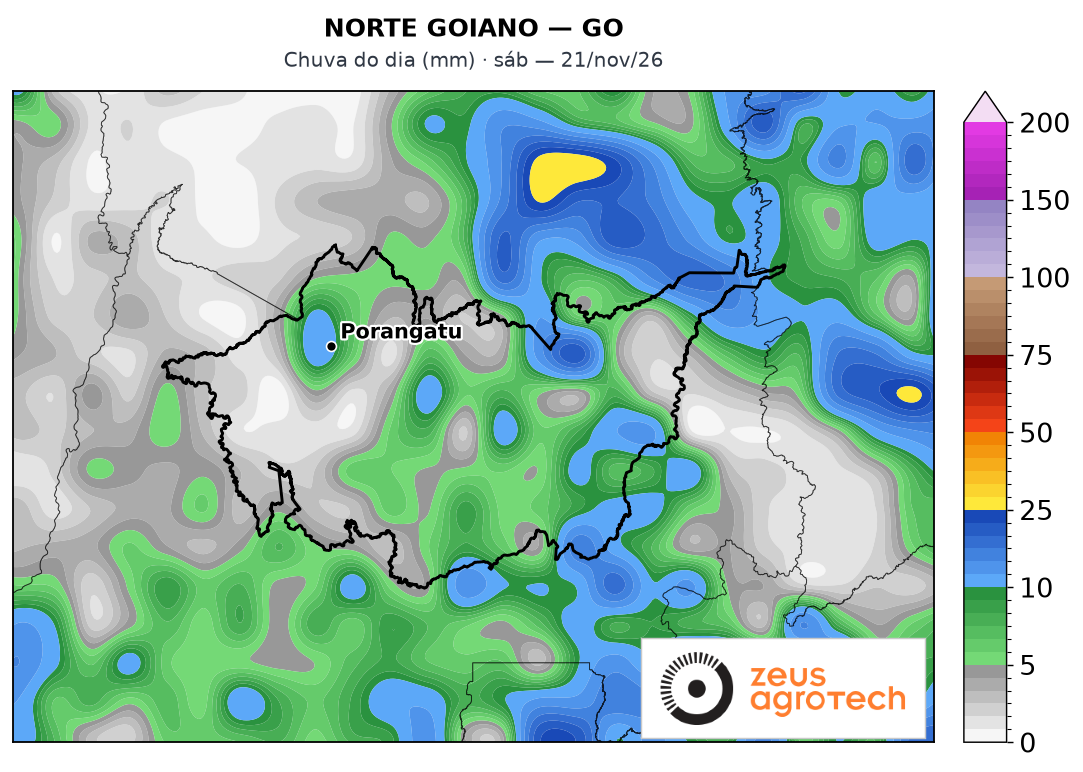 NORTE GOIANO — GO
Chuva do dia (mm) · sáb — 21/nov/26
Porangatu
200
150
100
75
50
25
10
5
0
zeus
agrotech